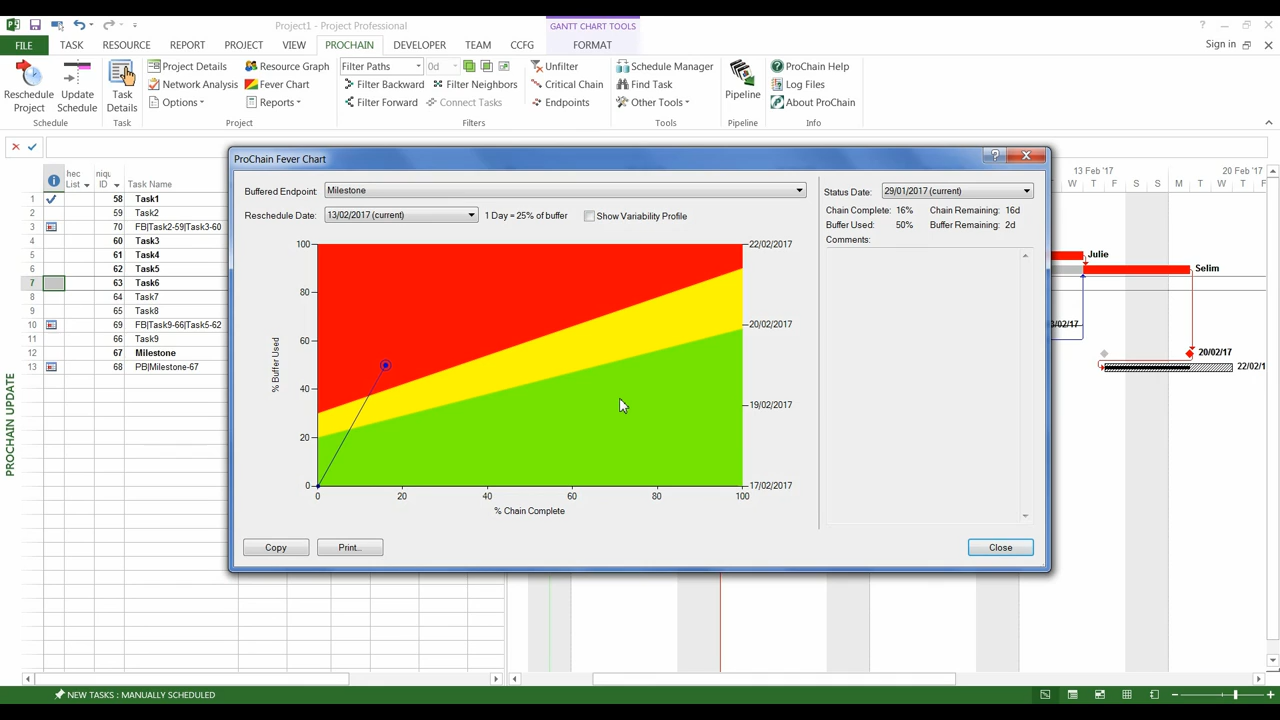 Project1 - Project Professional
GANTT CHART TOOLS
FILE TASK RESOURCE REPORT PROJECT VIEW PROCHAIN DEVELOPER TEAM CCFG FORMAT Sign in
Reschedule Project
Update Schedule
Schedule
Task Details
Task
Project Details
Network Analysis
Options
Resource Graph
Fever Chart
Reports
Project
Filter Paths 0d
Filter Backward Filter Neighbors
Filter Forward Connect Tasks
Unfilter
Critical Chain
Endpoints
Filters
Schedule Manager
Find Task
Other Tools
Tools
Pipeline
Pipeline
ProChain Help
Log Files
About ProChain
Info
13 Feb '17 20 Feb '17
W T F S S M T W T
hec List niqu ID Task Name
1 58 Task1
2 59 Task2
3 70 FB|Task2-59|Task3-60
4 60 Task3
5 61 Task4
6 62 Task5
7 63 Task6
8 64 Task7
9 65 Task8
10 69 FB|Task9-66|Task5-62
11 66 Task9
12 67 Milestone
13 68 PB|Milestone-67
PROCHAIN UPDATE
ProChain Fever Chart
Buffered Endpoint: Milestone
Reschedule Date: 13/02/2017 (current) 1 Day = 25% of buffer Show Variability Profile
Status Date: 29/01/2017 (current)
Chain Complete: 16% Chain Remaining: 16d
Buffer Used: 50% Buffer Remaining: 2d
Comments:
% Buffer Used
100 22/02/2017
80
20/02/2017
60
40
19/02/2017
20
0 17/02/2017
0 20 40 60 80 100
% Chain Complete
Copy Print... Close
Julie
Selim
3/02/17
20/02/17
22/02/1
NEW TASKS : MANUALLY SCHEDULED